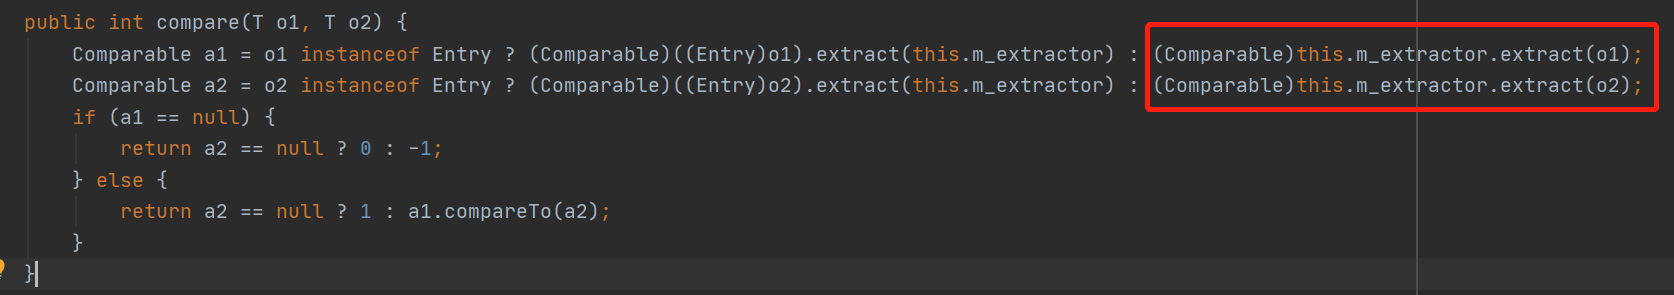 public int compare(T o1, T o2) {
    Comparable a1 = o1 instanceof Entry ? (Comparable)((Entry)o1).extract(this.m_extractor) : (Comparable)this.m_extractor.extract(o1);
    Comparable a2 = o2 instanceof Entry ? (Comparable)((Entry)o2).extract(this.m_extractor) : (Comparable)this.m_extractor.extract(o2);
    if (a1 == null) {
        return a2 == null ? 0 : -1;
    } else {
        return a2 == null ? 1 : a1.compareTo(a2);
    }
}